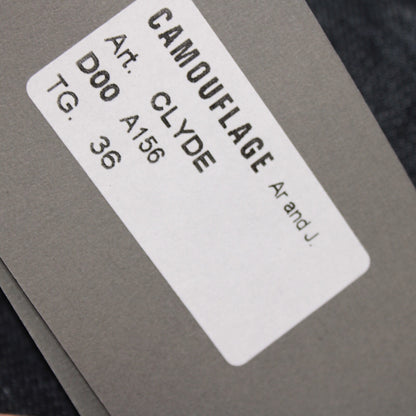 CAMOUFLAGE Ar and J.
Art. CLYDE
D00 A156
TG. 36